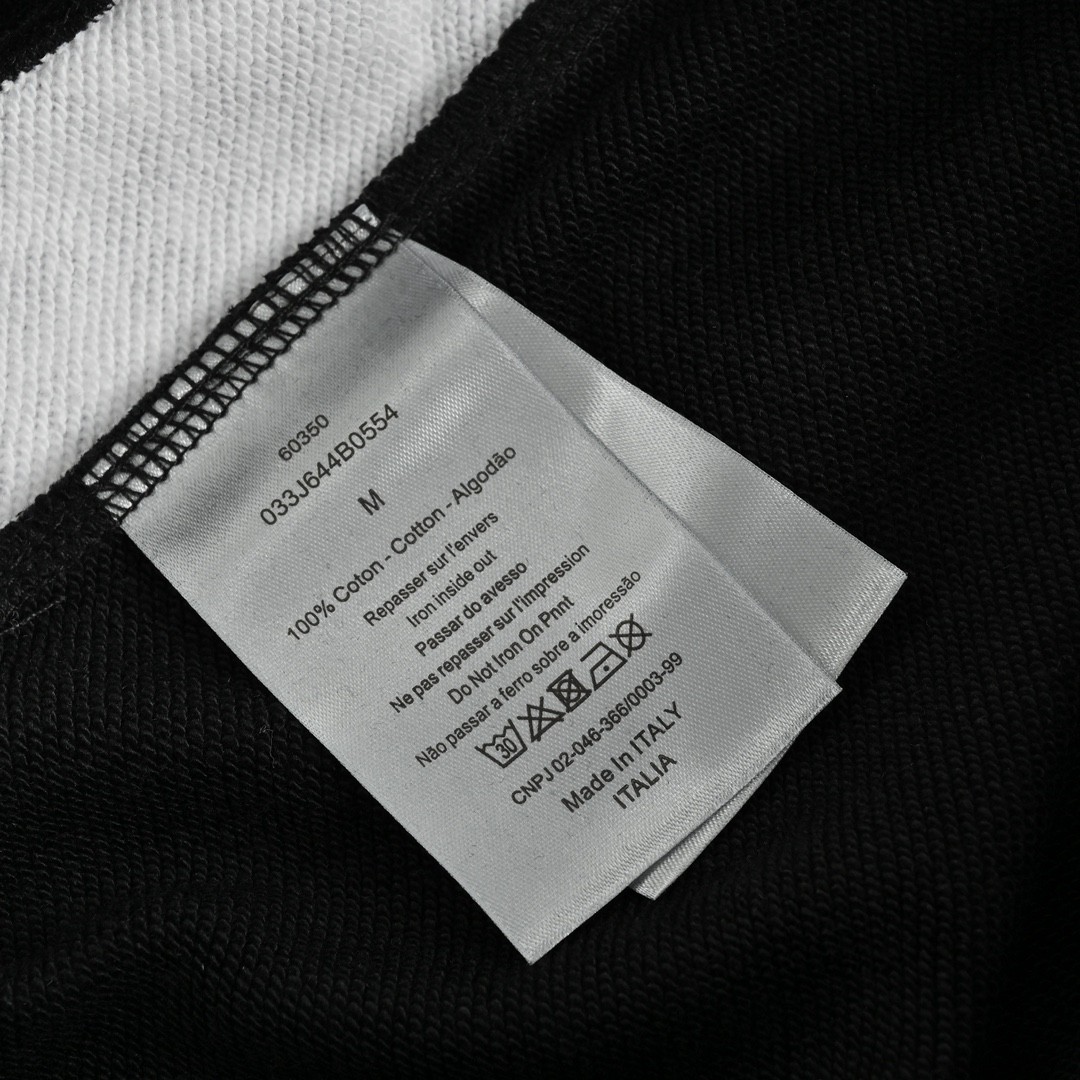 60350
033J644B0554
M
100% Coton - Cotton - Algodão
Repasser sur l'envers
Iron inside out
Passar do avesso
Ne pas repasser sur l'impression
Do Not Iron On Pnnt
Não passar a ferro sobre a imoressão
30
CNPJ 02-046-366/0003-99
Made In ITALY
ITALIA